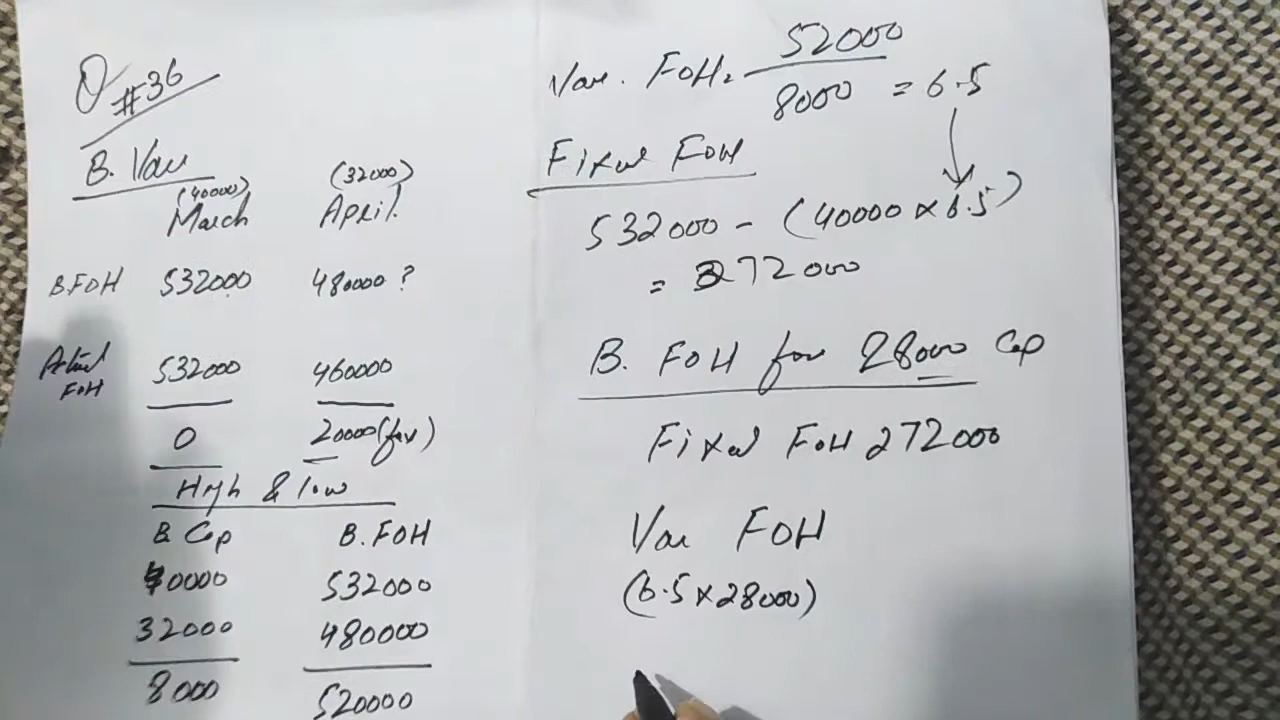 Q #36
B. Var
(40000) (32000)
March April.
B.FOH 532000 480000 ?
Actual FOH 532000 460000
0 20000 (fav)
High & low
B. Cap B. FOH
40000 532000
32000 480000
8000 520000
Var. FOH = 52000 / 8000 = 6.5
Fixed FOH
532000 - (40000 × 6.5)
= 272000
B. FOH for 28000 Cap
Fixed FOH 272000
Var FOH
(6.5 × 28000)